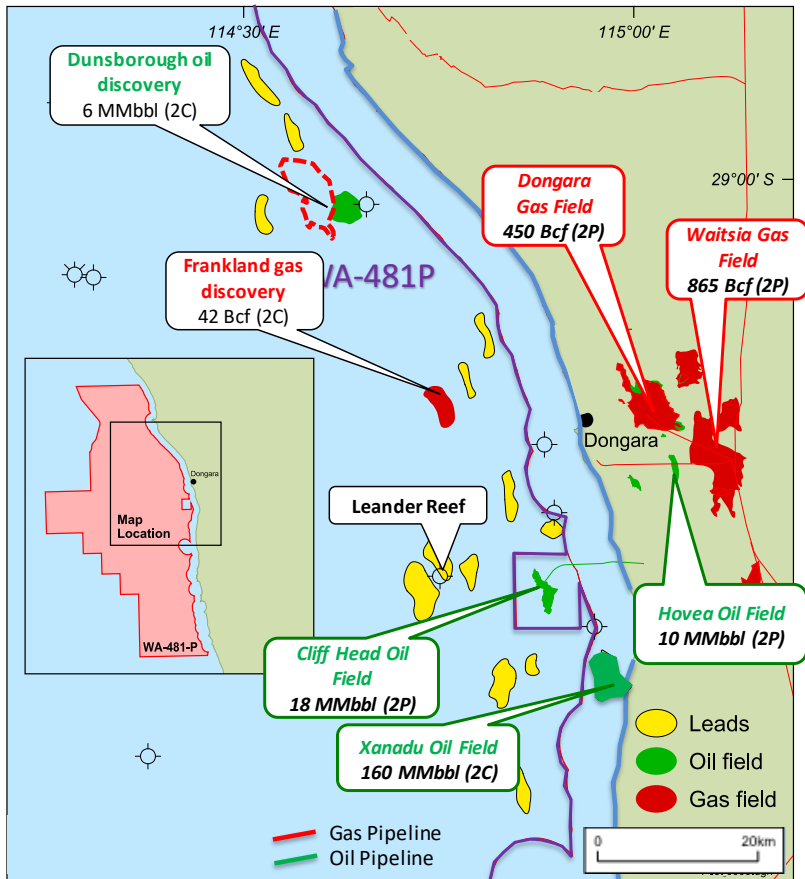 114°30' E
115°00' E
Dunsborough oil
discovery
6 MMbbl (2C)
29°00' S
Dongara
Gas Field
450 Bcf (2P)
Waitsia Gas
Field
865 Bcf (2P)
WA-481P
Frankland gas
discovery
42 Bcf (2C)
Dongara
Dongara
Map
Location
WA-481-P
Leander Reef
Hovea Oil Field
10 MMbbl (2P)
Cliff Head Oil
Field
18 MMbbl (2P)
Xanadu Oil Field
160 MMbbl (2C)
Leads
Oil field
Gas field
Gas Pipeline
Oil Pipeline
0
20km